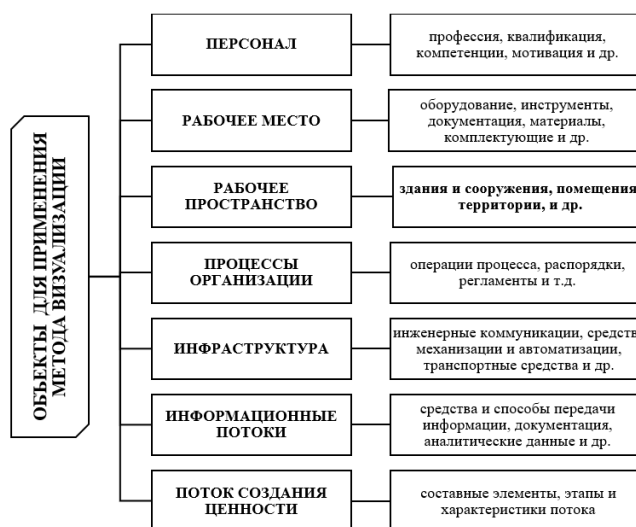 ОБЪЕКТЫ ДЛЯ ПРИМЕНЕНИЯ
МЕТОДА ВИЗУАЛИЗАЦИИ
ПЕРСОНАЛ
профессия, квалификация,
компетенции, мотивация и др.
РАБОЧЕЕ МЕСТО
оборудование, инструменты,
документация, материалы,
комплектующие и др.
РАБОЧЕЕ
ПРОСТРАНСТВО
здания и сооружения, помещения
территории, и др.
ПРОЦЕССЫ
ОРГАНИЗАЦИИ
операции процесса, распорядки,
регламенты и т.д.
ИНФРАСТРУКТУРА
инженерные коммуникации, средств
механизации и автоматизации,
транспортные средства и др.
ИНФОРМАЦИОННЫЕ
ПОТОКИ
средства и способы передачи
информации, документация,
аналитические данные и др.
ПОТОК СОЗДАНИЯ
ЦЕННОСТИ
составные элементы, этапы и
характеристики потока